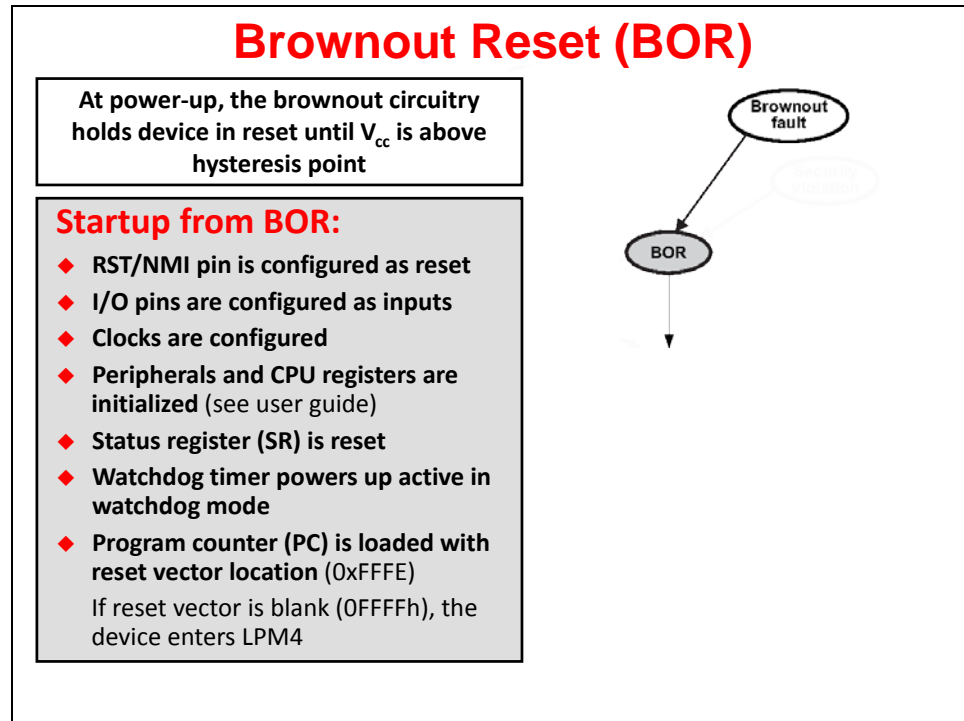 Brownout Reset (BOR)
At power-up, the brownout circuitry
holds device in reset until Vcc is above
hysteresis point
Startup from BOR:
◆ RST/NMI pin is configured as reset
◆ I/O pins are configured as inputs
◆ Clocks are configured
◆ Peripherals and CPU registers are
initialized (see user guide)
◆ Status register (SR) is reset
◆ Watchdog timer powers up active in
watchdog mode
◆ Program counter (PC) is loaded with
reset vector location (0xFFFE)
If reset vector is blank (0FFFFh), the
device enters LPM4
Brownout
fault
Security
violation
BOR